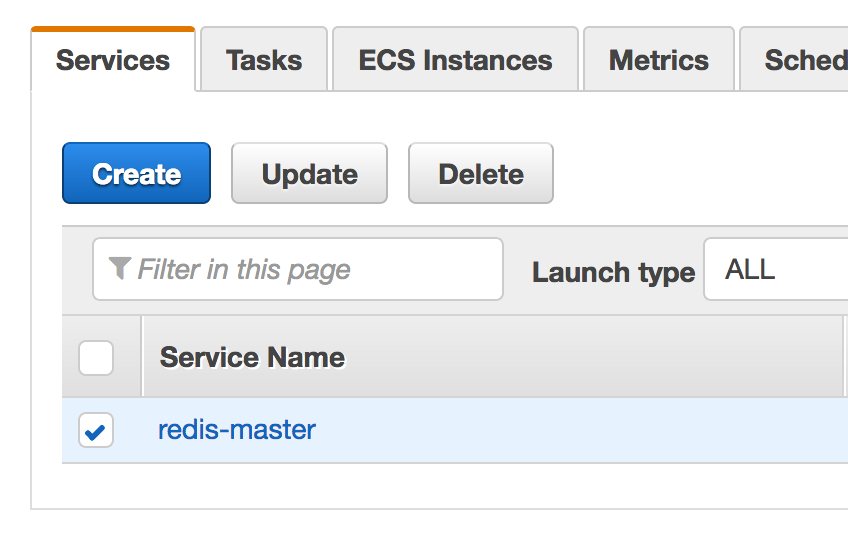 Services Tasks ECS Instances Metrics Sched
Create Update Delete
Filter in this page Launch type ALL
Service Name
redis-master